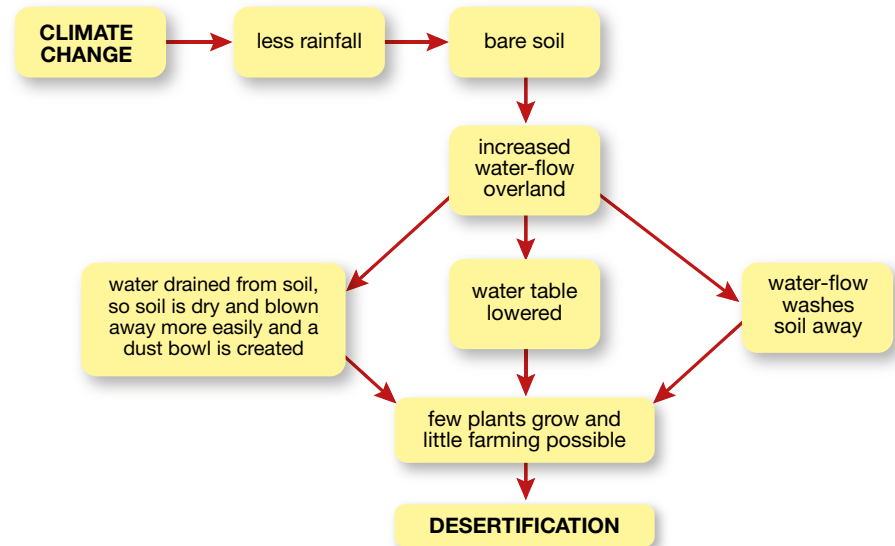 CLIMATE
CHANGE
less rainfall
bare soil
increased
water-flow
overland
water drained from soil,
so soil is dry and blown
away more easily and a
dust bowl is created
water table
lowered
water-flow
washes
soil away
few plants grow and
little farming possible
DESERTIFICATION